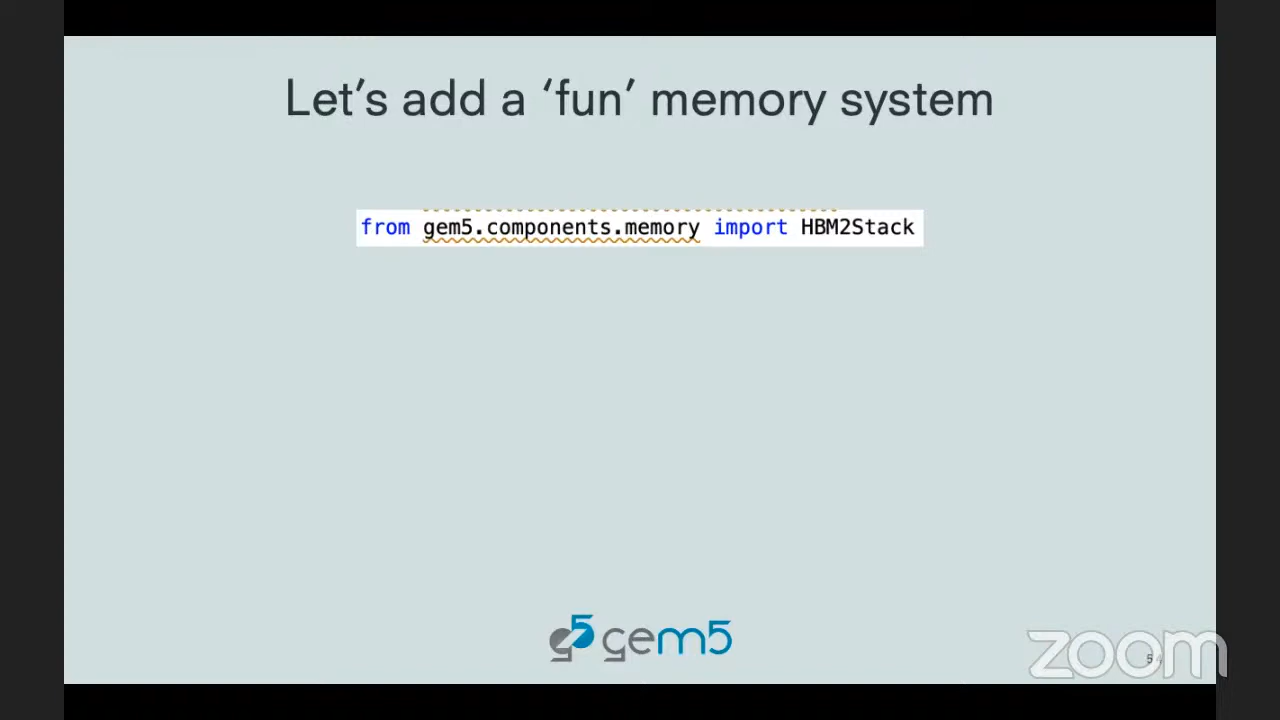 Let's add a ‘fun’ memory system
from gem5.components.memory import HBM2Stack
gem5
zoom